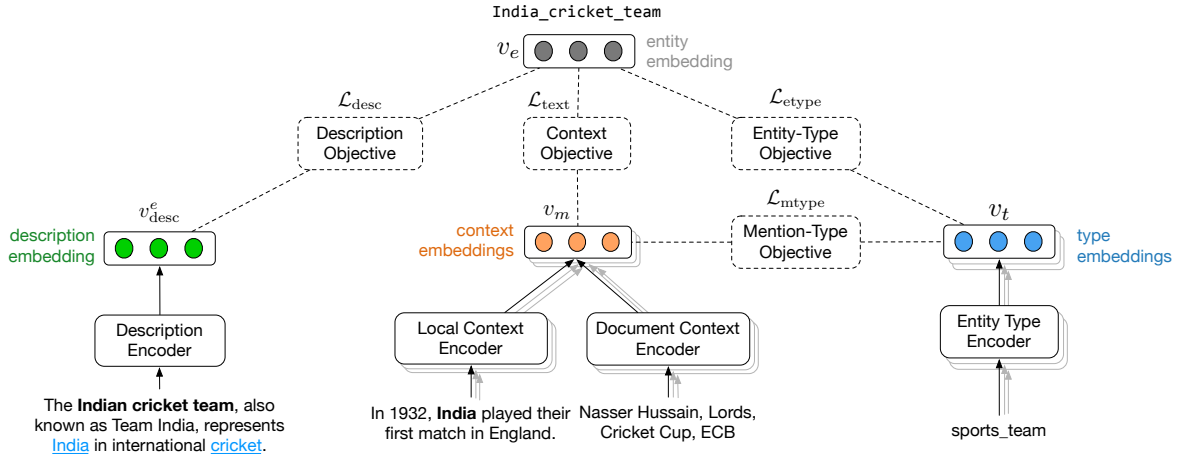 India_cricket_team
v_e
entity
embedding
L_desc
L_text
L_etype
Description
Objective
Context
Objective
Entity-Type
Objective
v^e_desc
v_m
L_mtype
v_t
description
embedding
context
embeddings
Mention-Type
Objective
type
embeddings
Description
Encoder
Local Context
Encoder
Document Context
Encoder
Entity Type
Encoder
The Indian cricket team, also
known as Team India, represents
India in international cricket.
In 1932, India played their
first match in England.
Nasser Hussain, Lords,
Cricket Cup, ECB
sports_team